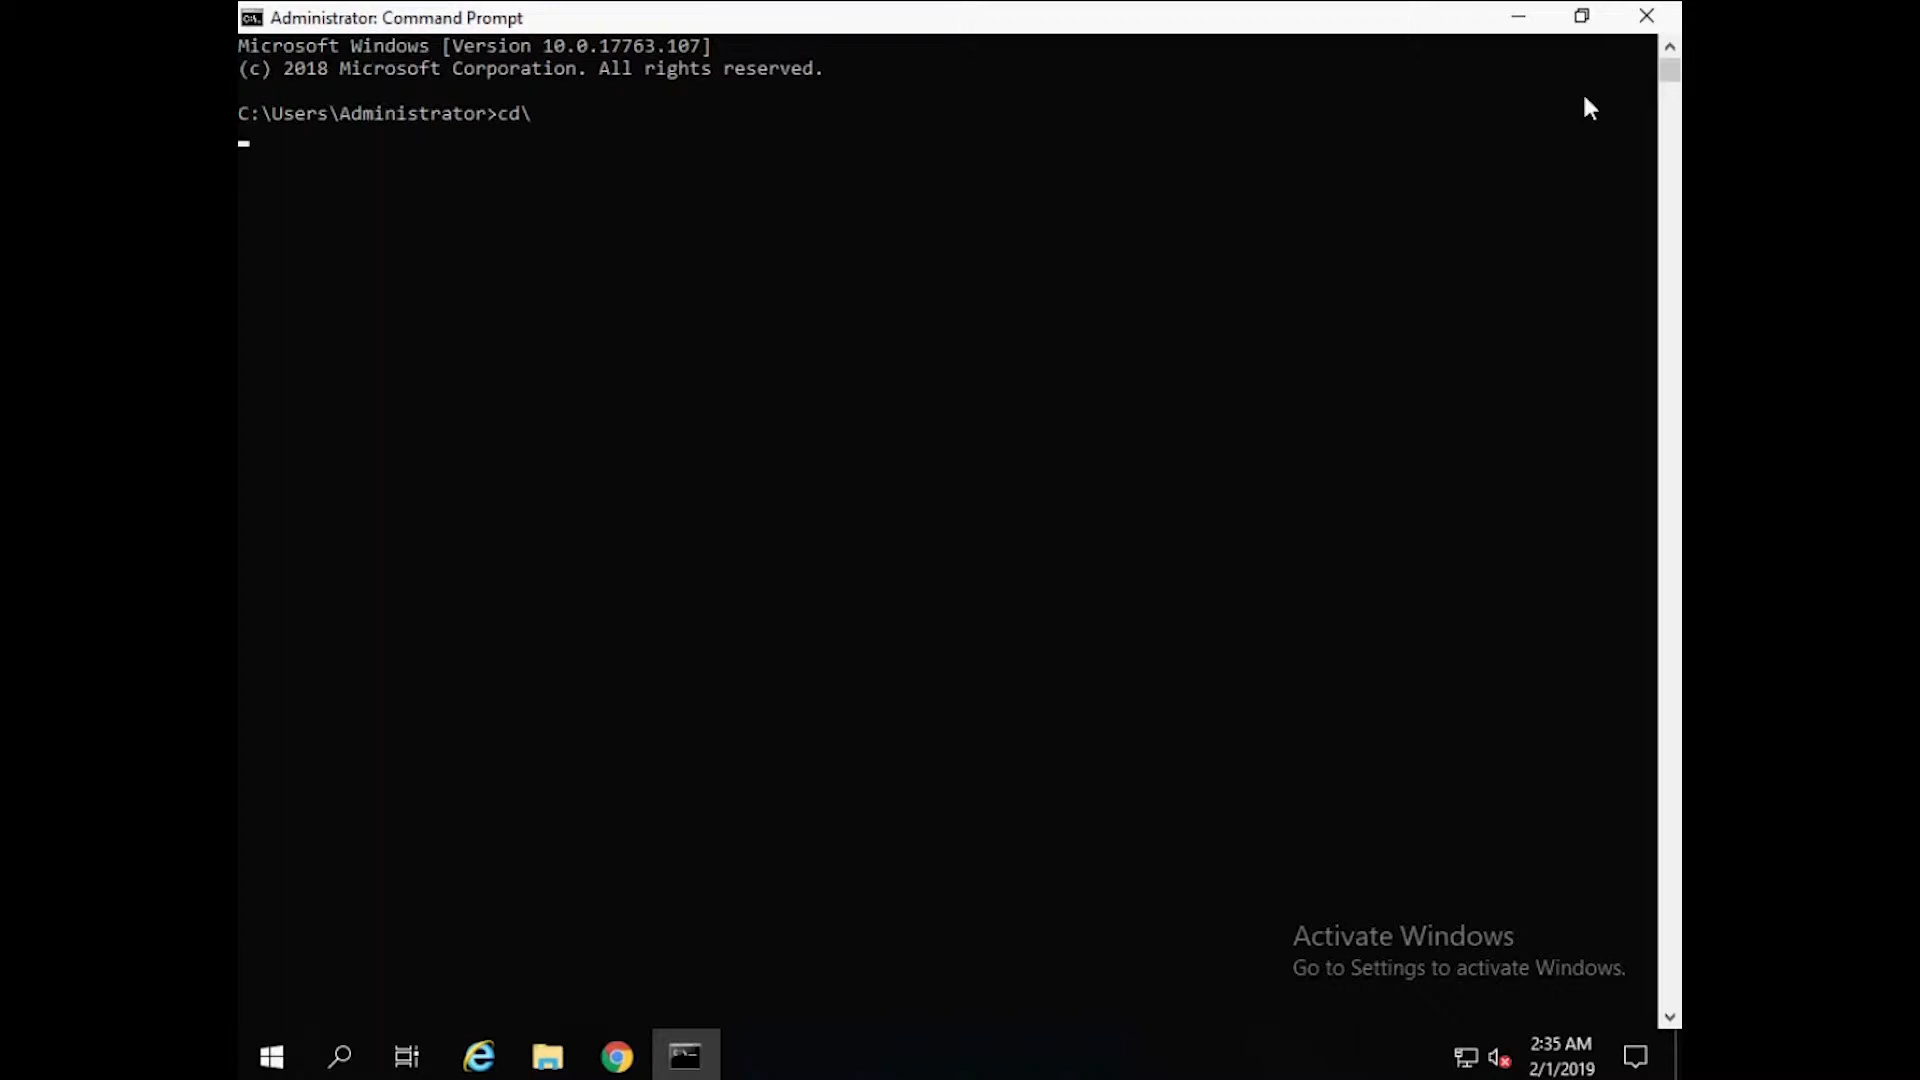 Administrator: Command Prompt
Microsoft Windows [Version 10.0.17763.107]
(c) 2018 Microsoft Corporation. All rights reserved.
C:\Users\Administrator>cd\
Activate Windows
Go to Settings to activate Windows.
2:35 AM
2/1/2019